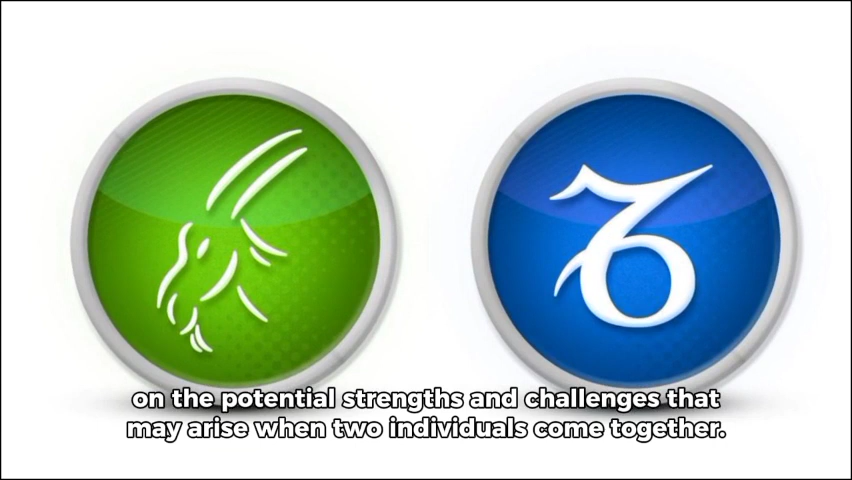 on the potential strengths and challenges that
may arise when two individuals come together.